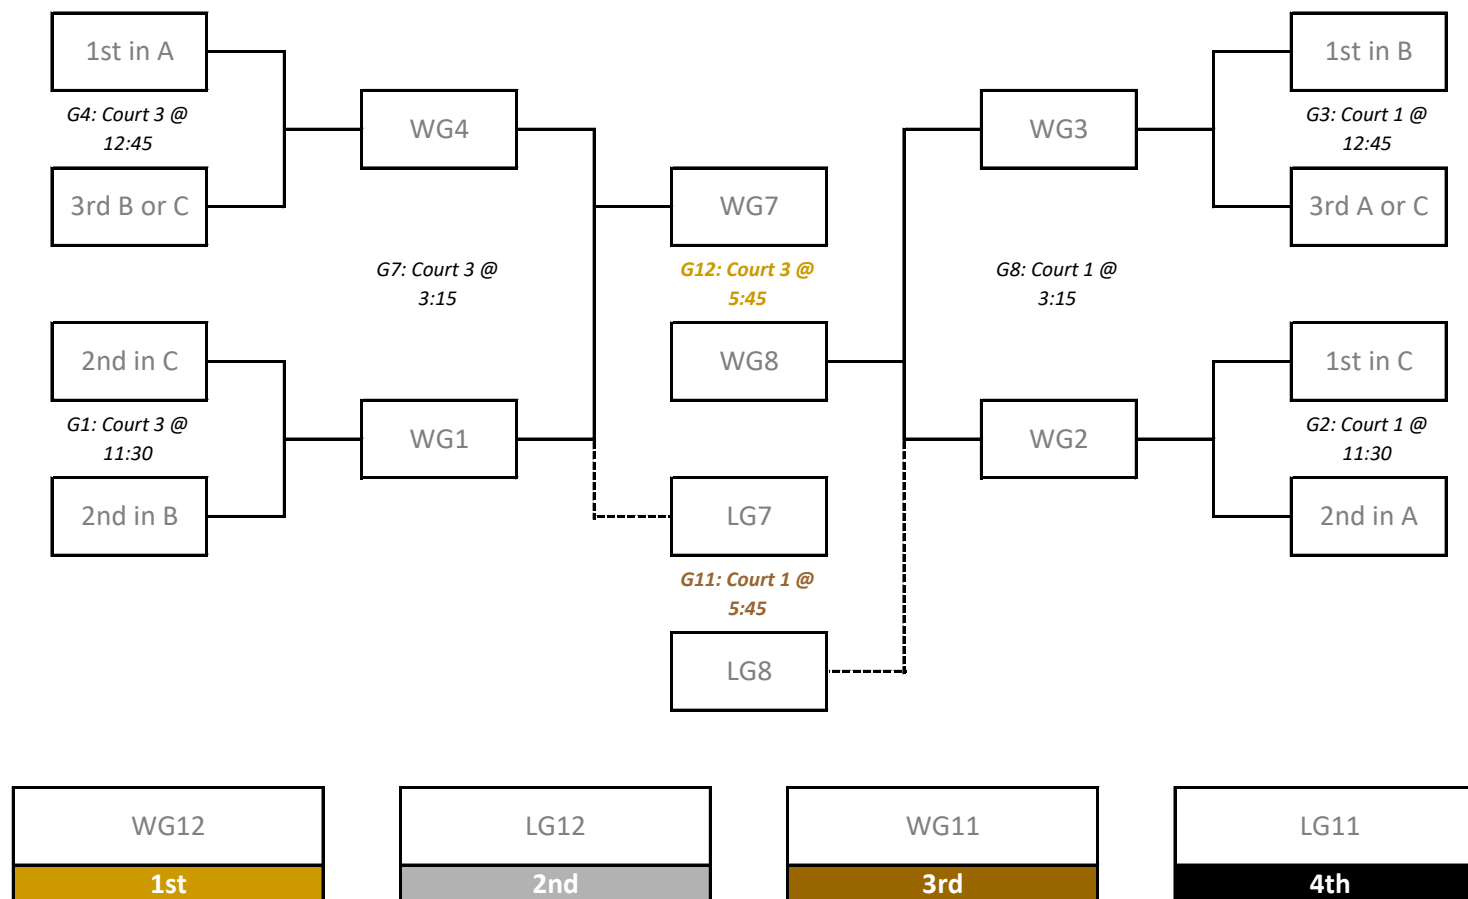 1st in A
1st in B
G4: Court 3 @
12:45
WG4
WG3
G3: Court 1 @
12:45
3rd B or C
WG7
3rd A or C
G7: Court 3 @
3:15
G12: Court 3 @
5:45
G8: Court 1 @
3:15
2nd in C
WG8
1st in C
G1: Court 3 @
11:30
WG1
WG2
G2: Court 1 @
11:30
2nd in B
LG7
2nd in A
G11: Court 1 @
5:45
LG8
WG12
LG12
WG11
LG11
1st
2nd
3rd
4th